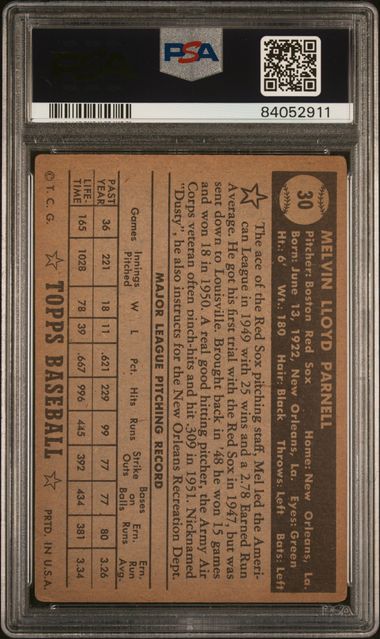 PSA
84052911
30
MELVIN LLOYD PARNELL
Pitcher: Boston Red Sox Home: New Orleans, La.
Born: June 13, 1922, New Orleans, La. Eyes: Green
Ht.: 6' Wt.: 180 Hair: Black Throws: Left Bats: Left
The ace of the Red Sox pitching staff, Mel led the Ameri-
can League in 1949 with 25 wins and a 2.78 Earned Run
Average. He got his first trial with the Red Sox in 1947, but was
sent down to Louisville. Brought back in '48 he won 15 games
and won 18 in 1950. A real good hitting pitcher, the Army Air
Corps veteran often pinch-hits and hit .309 in 1951. Nicknamed
"Dusty", he also instructs for the New Orleans Recreation Dept.
MAJOR LEAGUE PITCHING RECORD
Games Innings Pitched W L Pct. Hits Runs Strike Outs Bases on Balls Ern. Runs Ern. Run Avg.
PAST YEAR 36 221 18 11 .621 229 99 77 77 80 3.26
LIFE-TIME 165 1028 78 39 .667 996 445 392 434 381 3.34
© T. C. G. ☆ TOPPS BASEBALL ☆ PRTD. IN U.S.A.
PSA